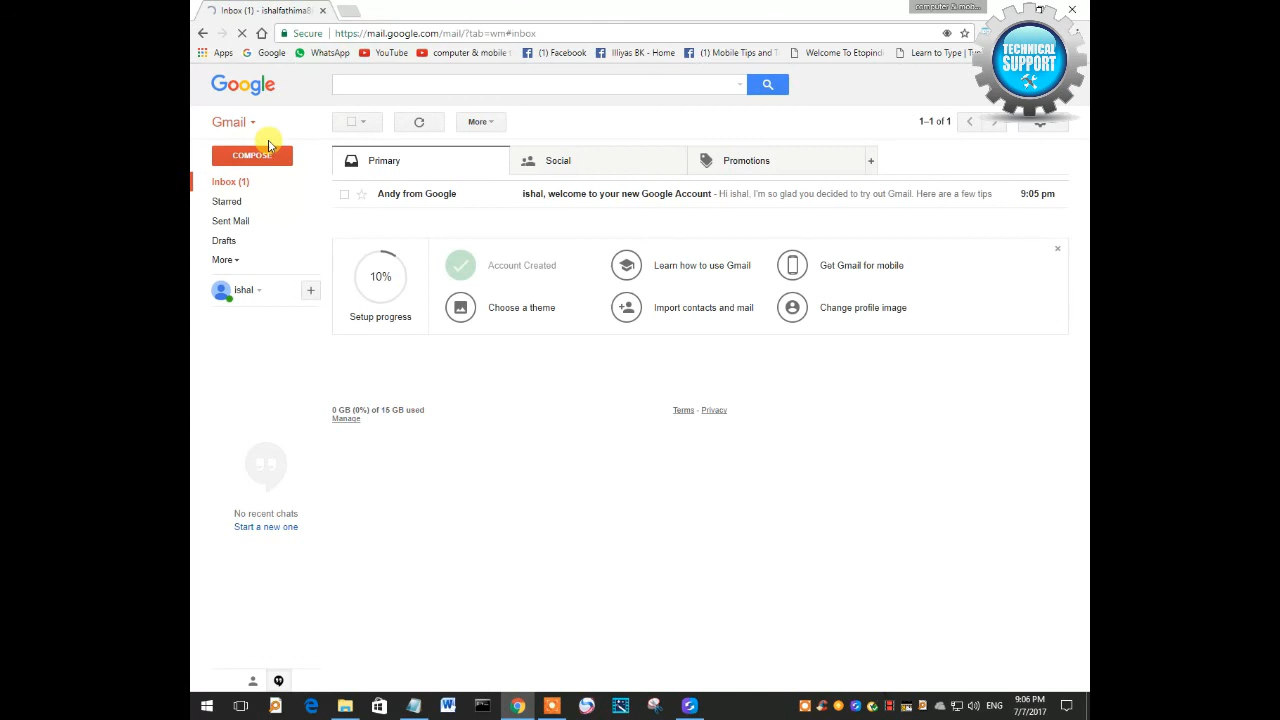 Inbox (1) - ishalfathima8
computer & mob...
Secure
https://mail.google.com/mail/?tab=wm#inbox
Apps
Google
WhatsApp
YouTube
computer & mobile t
(1) Facebook
Illiyas BK - Home
(1) Mobile Tips and T
Welcome To Etopindi
Learn to Type | Typ
TECHNICAL
SUPPORT
Google
Gmail
More
1–1 of 1
COMPOSE
Primary
Social
Promotions
Inbox (1)
Andy from Google
ishal, welcome to your new Google Account - Hi ishal, I'm so glad you decided to try out Gmail. Here are a few tips
9:05 pm
Starred
Sent Mail
Drafts
More
ishal
10%
Setup progress
Account Created
Learn how to use Gmail
Get Gmail for mobile
Choose a theme
Import contacts and mail
Change profile image
0 GB (0%) of 15 GB used
Manage
Terms - Privacy
No recent chats
Start a new one
ENG
9:06 PM
7/7/2017